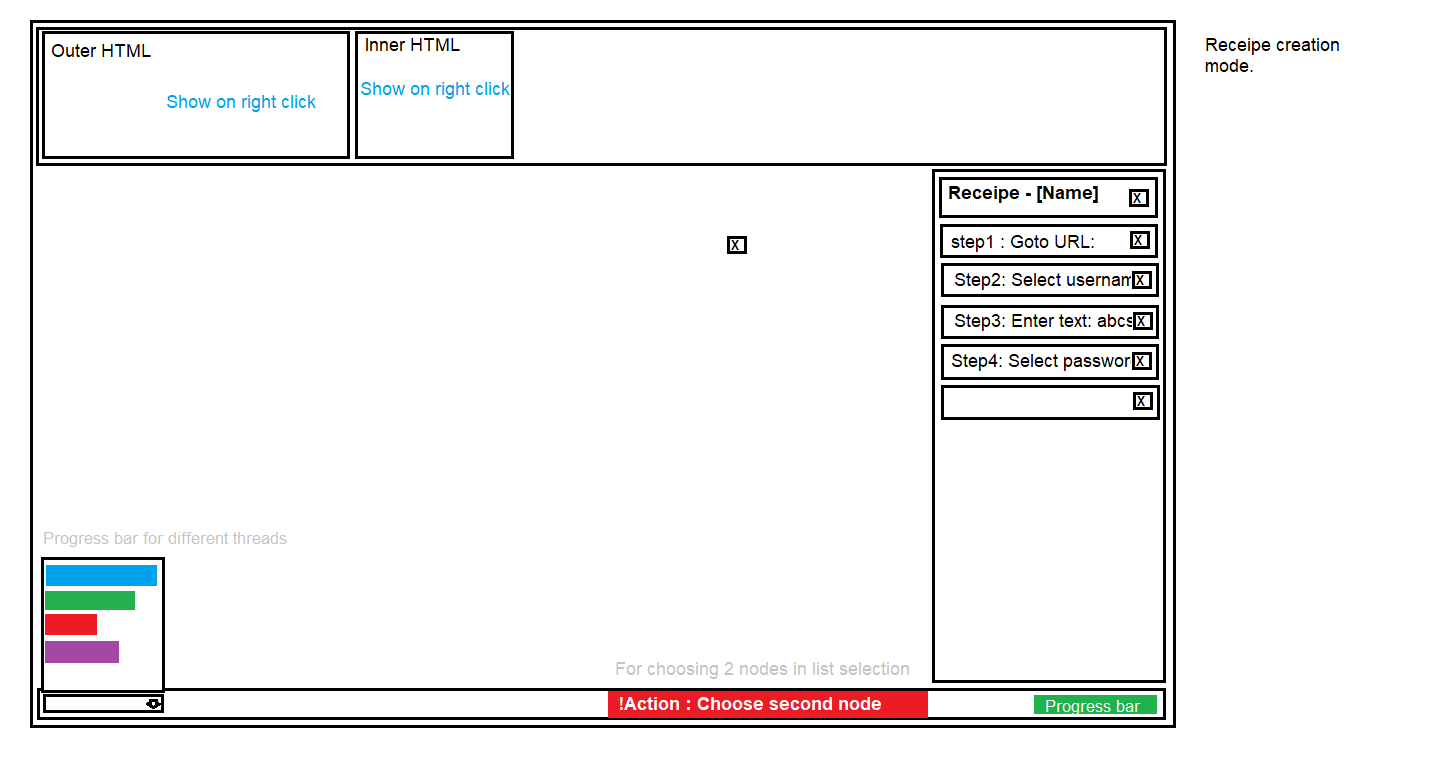 Outer HTML
Show on right click
Inner HTML
Show on right click
Receipe creation
mode.
Receipe - [Name]
X
step1 : Goto URL:
X
X
Step2: Select usernam
X
Step3: Enter text: abcs
X
Step4: Select passwor
X
X
Progress bar for different threads
For choosing 2 nodes in list selection
!Action : Choose second node
Progress bar